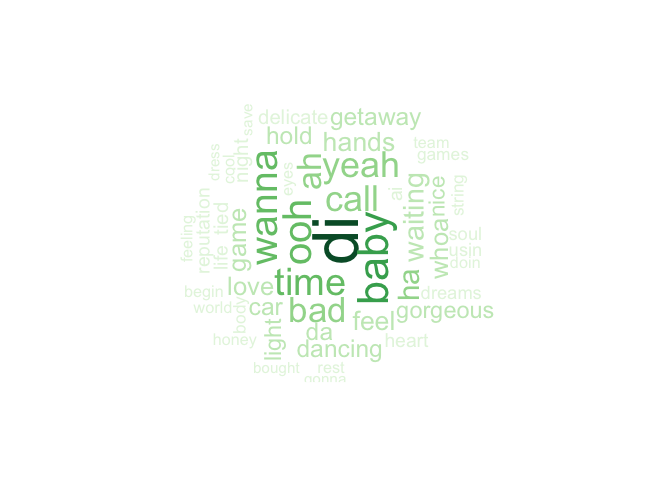 save
delicate
getaway
hold
hands
team
games
night
cool
dress
eyes
ah
yeah
wanna
call
ai
string
nice
waiting
ooh
di
baby
whoa
game
tied
life
reputation
feeling
soul
usin
doin
time
ha
love
begin
dreams
world
car
bad
gorgeous
body
feel
da
light
honey
dancing
heart
bought
rest
gonna